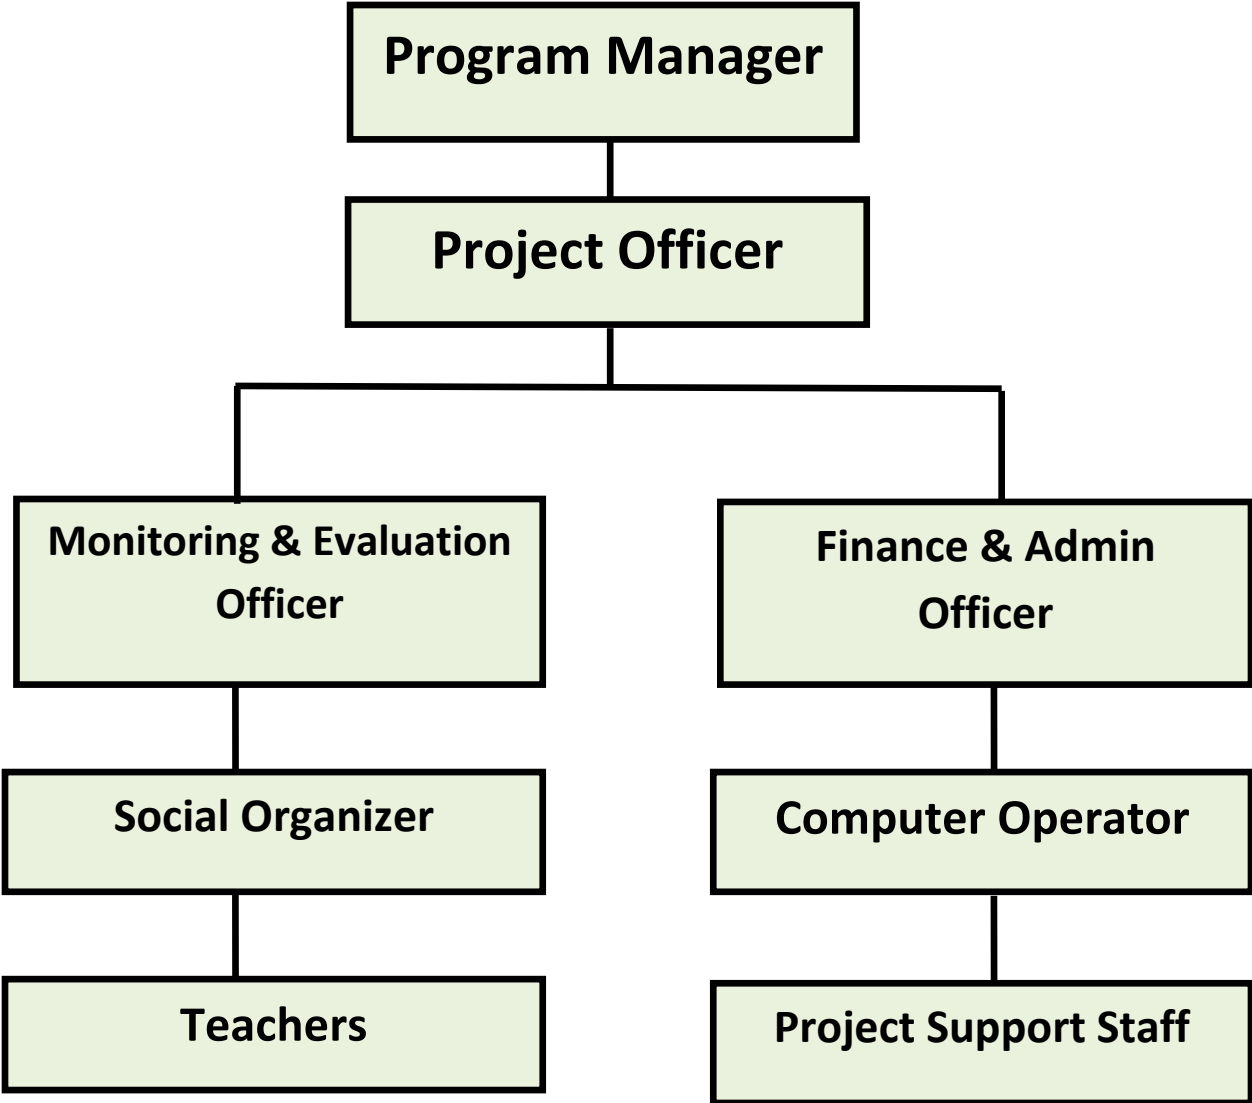 Program Manager
Project Officer
Monitoring & Evaluation
Officer
Finance & Admin
Officer
Social Organizer
Computer Operator
Teachers
Project Support Staff